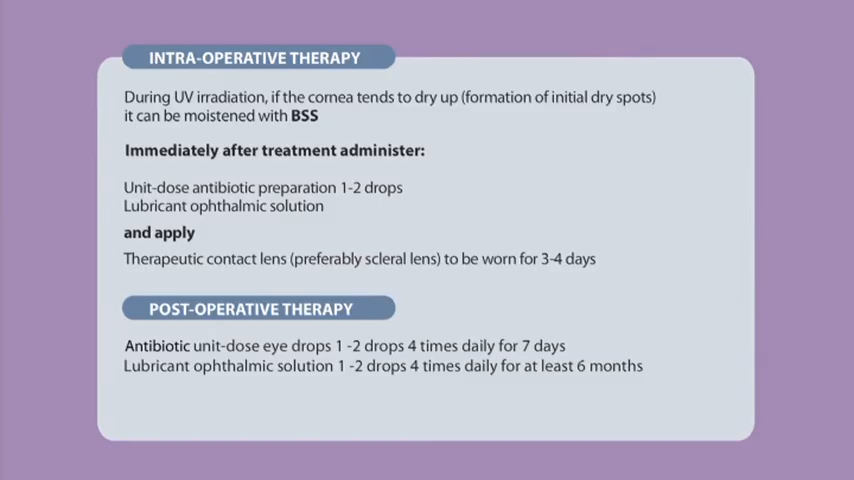 INTRA-OPERATIVE THERAPY
During UV irradiation, if the cornea tends to dry up (formation of initial dry spots)
it can be moistened with BSS
Immediately after treatment administer:
Unit-dose antibiotic preparation 1-2 drops
Lubricant ophthalmic solution
and apply
Therapeutic contact lens (preferably scleral lens) to be worn for 3-4 days
POST-OPERATIVE THERAPY
Antibiotic unit-dose eye drops 1 -2 drops 4 times daily for 7 days
Lubricant ophthalmic solution 1 -2 drops 4 times daily for at least 6 months